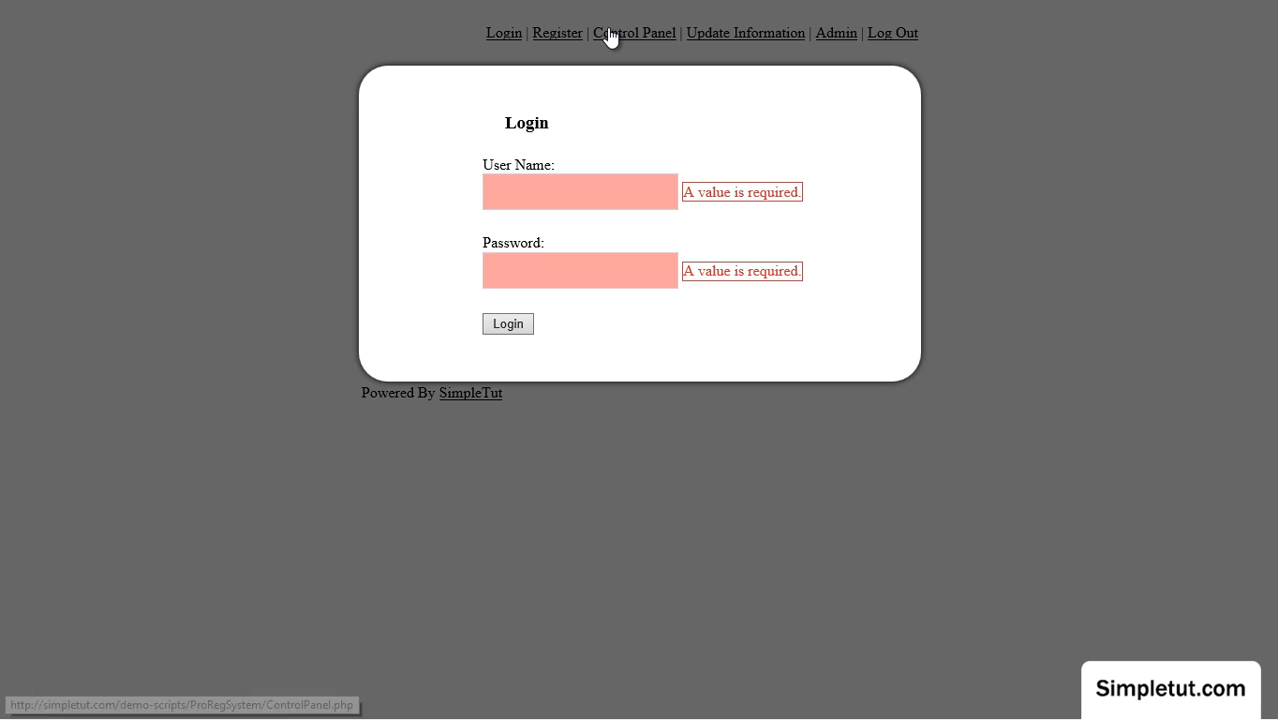 Login | Register | Control Panel | Update Information | Admin | Log Out
Login
User Name:
A value is required.
Password:
A value is required.
Login
Powered By SimpleTut
http://simpletut.com/demo-scripts/ProRegSystem/ControlPanel.php
Simpletut.com